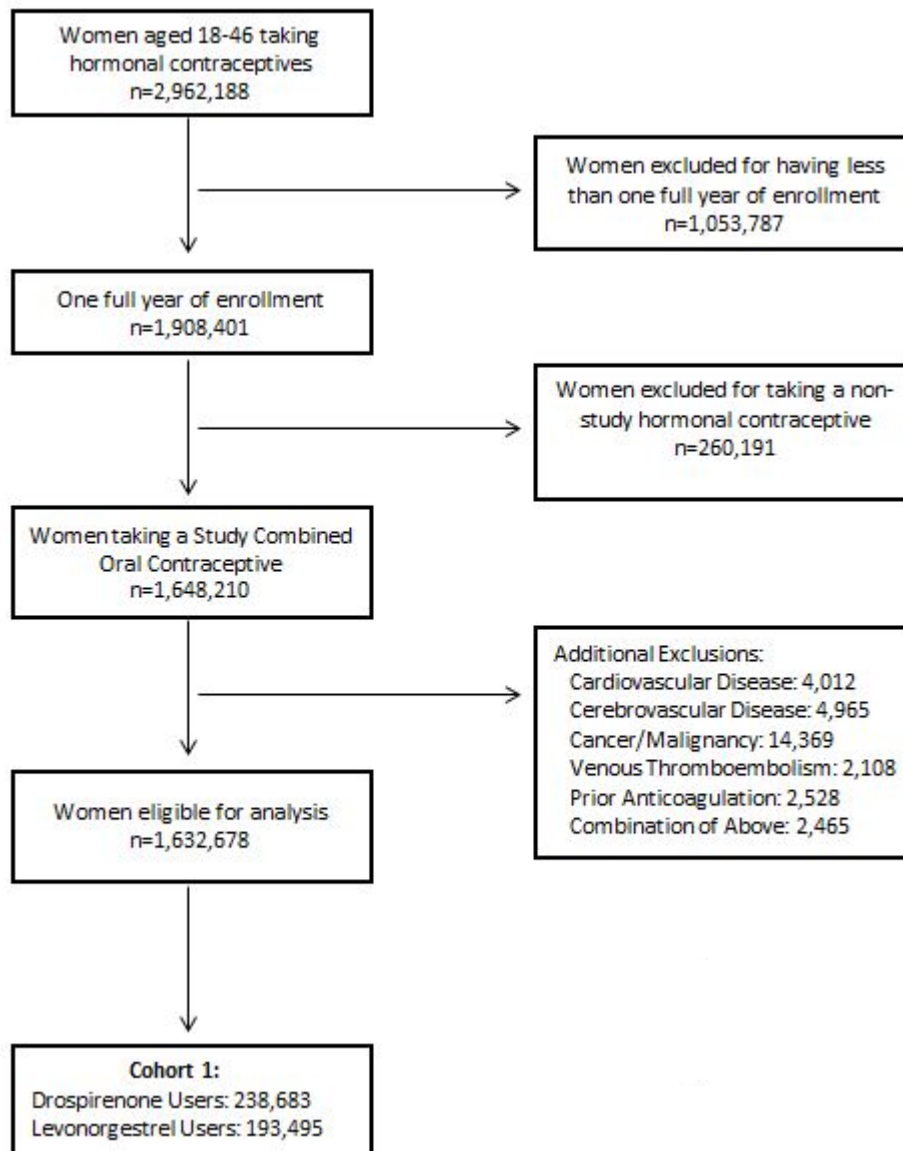 Women aged 18-46 taking
hormonal contraceptives
n=2,962,188
Women excluded for having less
than one full year of enrollment
n=1,053,787
One full year of enrollment
n=1,908,401
Women excluded for taking a non-
study hormonal contraceptive
n=260,191
Women taking a Study Combined
Oral Contraceptive
n=1,648,210
Additional Exclusions:
Cardiovascular Disease: 4,012
Cerebrovascular Disease: 4,965
Cancer/Malignancy: 14,369
Venous Thromboembolism: 2,108
Prior Anticoagulation: 2,528
Combination of Above: 2,465
Women eligible for analysis
n=1,632,678
Cohort 1:
Drospirenone Users: 238,683
Levonorgestrel Users: 193,495